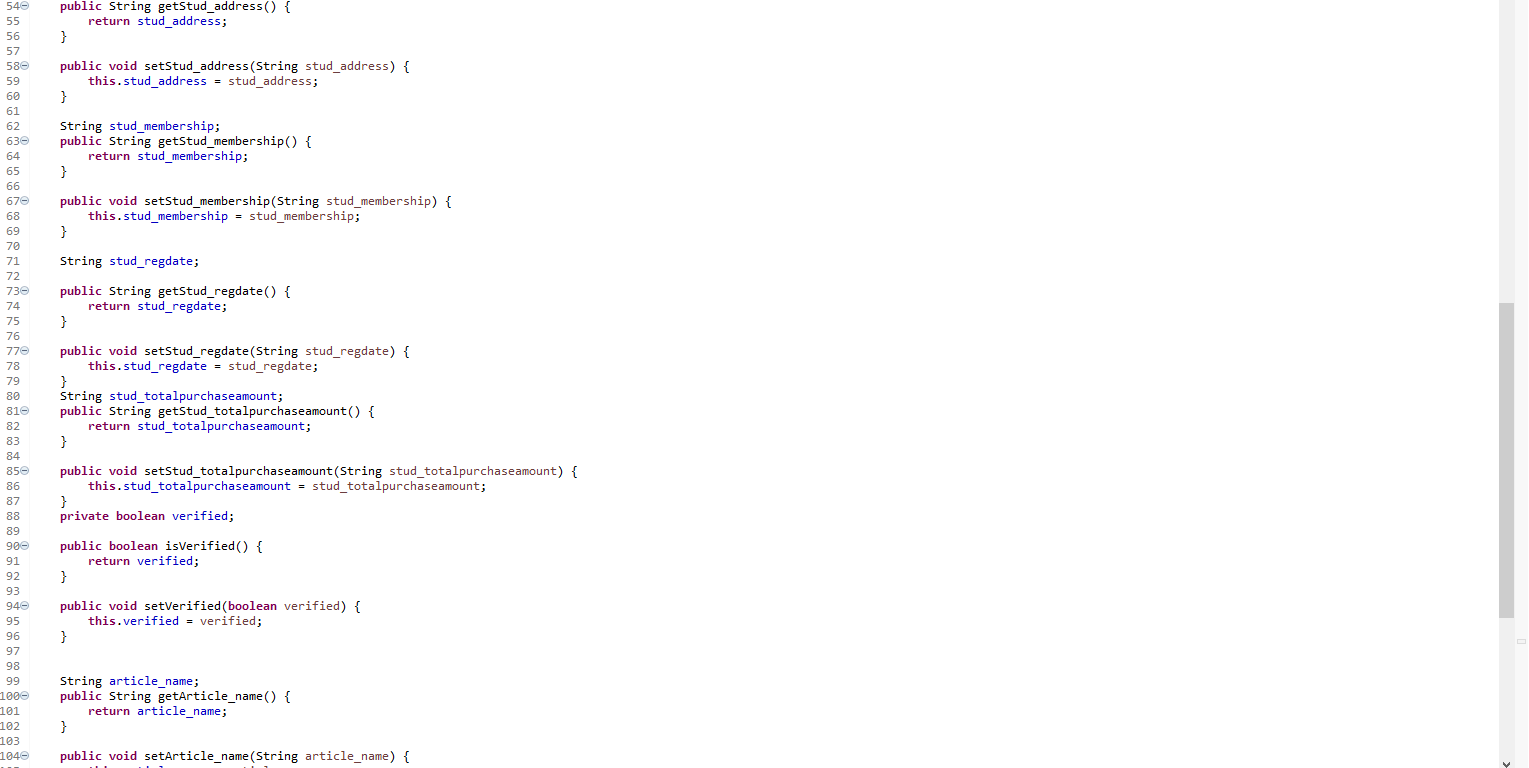 54 public String getStud_address() {
55 return stud_address;
56 }
57
58 public void setStud_address(String stud_address) {
59 this.stud_address = stud_address;
60 }
61
62 String stud_membership;
63 public String getStud_membership() {
64 return stud_membership;
65 }
66
67 public void setStud_membership(String stud_membership) {
68 this.stud_membership = stud_membership;
69 }
70
71 String stud_regdate;
72
73 public String getStud_regdate() {
74 return stud_regdate;
75 }
76
77 public void setStud_regdate(String stud_regdate) {
78 this.stud_regdate = stud_regdate;
79 }
80 String stud_totalpurchaseamount;
81 public String getStud_totalpurchaseamount() {
82 return stud_totalpurchaseamount;
83 }
84
85 public void setStud_totalpurchaseamount(String stud_totalpurchaseamount) {
86 this.stud_totalpurchaseamount = stud_totalpurchaseamount;
87 }
88 private boolean verified;
89
90 public boolean isVerified() {
91 return verified;
92 }
93
94 public void setVerified(boolean verified) {
95 this.verified = verified;
96 }
97
98
99 String article_name;
100 public String getArticle_name() {
101 return article_name;
102 }
103
104 public void setArticle_name(String article_name) {